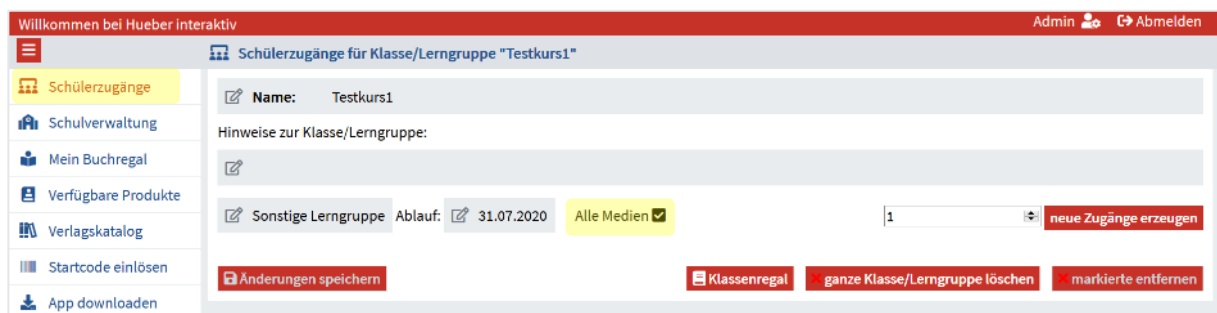 Willkommen bei Hueber interaktiv
Admin Abmelden
Schülerzugänge für Klasse/Lerngruppe "Testkurs1"
Schülerzugänge
Schulverwaltung
Mein Buchregal
Verfügbare Produkte
Verlagskatalog
Startcode einlösen
App downloaden
Name: Testkurs1
Hinweise zur Klasse/Lerngruppe:
Sonstige Lerngruppe Ablauf: 31.07.2020 Alle Medien 1 neue Zugänge erzeugen
Änderungen speichern Klassenregal ganze Klasse/Lerngruppe löschen markierte entfernen